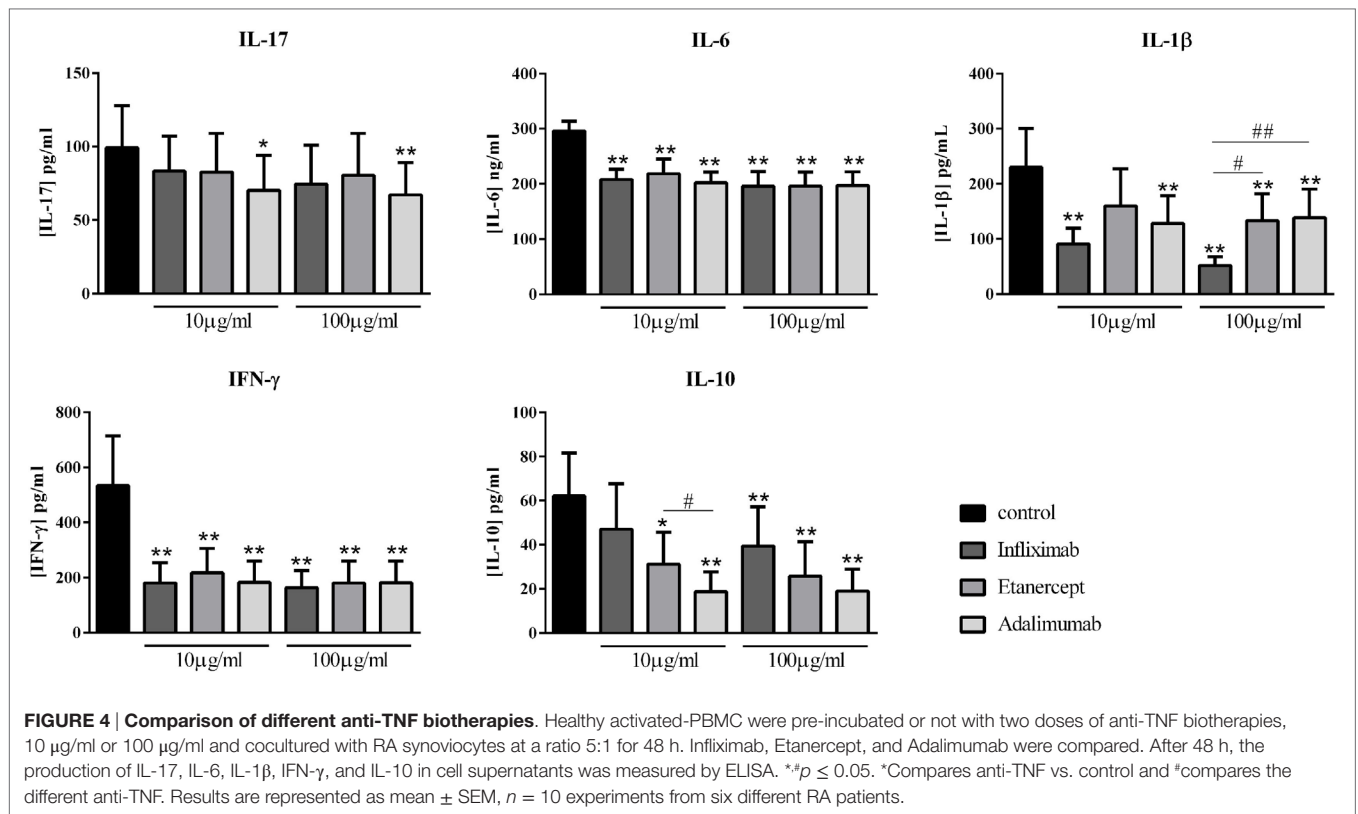 IL-17
[IL-17] pg/ml
150
100
50
0
*
**
10µg/ml
100µg/ml
IL-6
[IL-6] ng/ml
400
300
200
100
0
**
**
**
**
**
**
10µg/ml
100µg/ml
IL-1β
[IL-1β] pg/mL
400
300
200
100
0
**
**
**
**
**
#
##
10µg/ml
100µg/ml
IFN-γ
[IFN-γ] pg/ml
800
600
400
200
0
**
**
**
**
**
**
10µg/ml
100µg/ml
IL-10
[IL-10] pg/ml
100
80
60
40
20
0
*
#
**
**
**
**
10µg/ml
100µg/ml
control
Infliximab
Etanercept
Adalimumab
FIGURE 4 | Comparison of different anti-TNF biotherapies. Healthy activated-PBMC were pre-incubated or not with two doses of anti-TNF biotherapies,
10 µg/ml or 100 µg/ml and cocultured with RA synoviocytes at a ratio 5:1 for 48 h. Infliximab, Etanercept, and Adalimumab were compared. After 48 h, the
production of IL-17, IL-6, IL-1β, IFN-γ, and IL-10 in cell supernatants was measured by ELISA. *,#p ≤ 0.05. *Compares anti-TNF vs. control and #compares the
different anti-TNF. Results are represented as mean ± SEM, n = 10 experiments from six different RA patients.